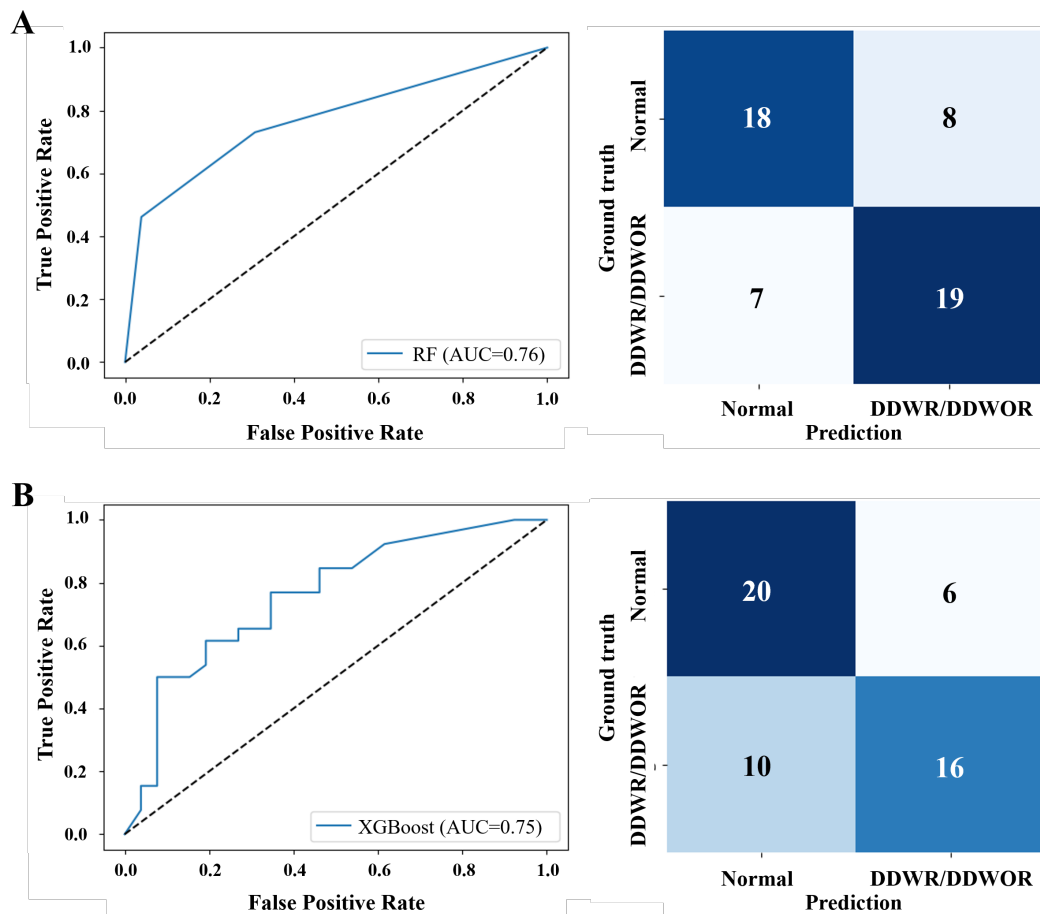 A
1.0
0.8
0.6
0.4
0.2
0.0
True Positive Rate
RF (AUC=0.76)
0.0 0.2 0.4 0.6 0.8 1.0
False Positive Rate
Ground truth
Normal
DDWR/DDWOR
18 8
7 19
Normal DDWR/DDWOR
Prediction
B
1.0
0.8
0.6
0.4
0.2
0.0
True Positive Rate
XGBoost (AUC=0.75)
0.0 0.2 0.4 0.6 0.8 1.0
False Positive Rate
Ground truth
Normal
DDWR/DDWOR
20 6
10 16
Normal DDWR/DDWOR
Prediction